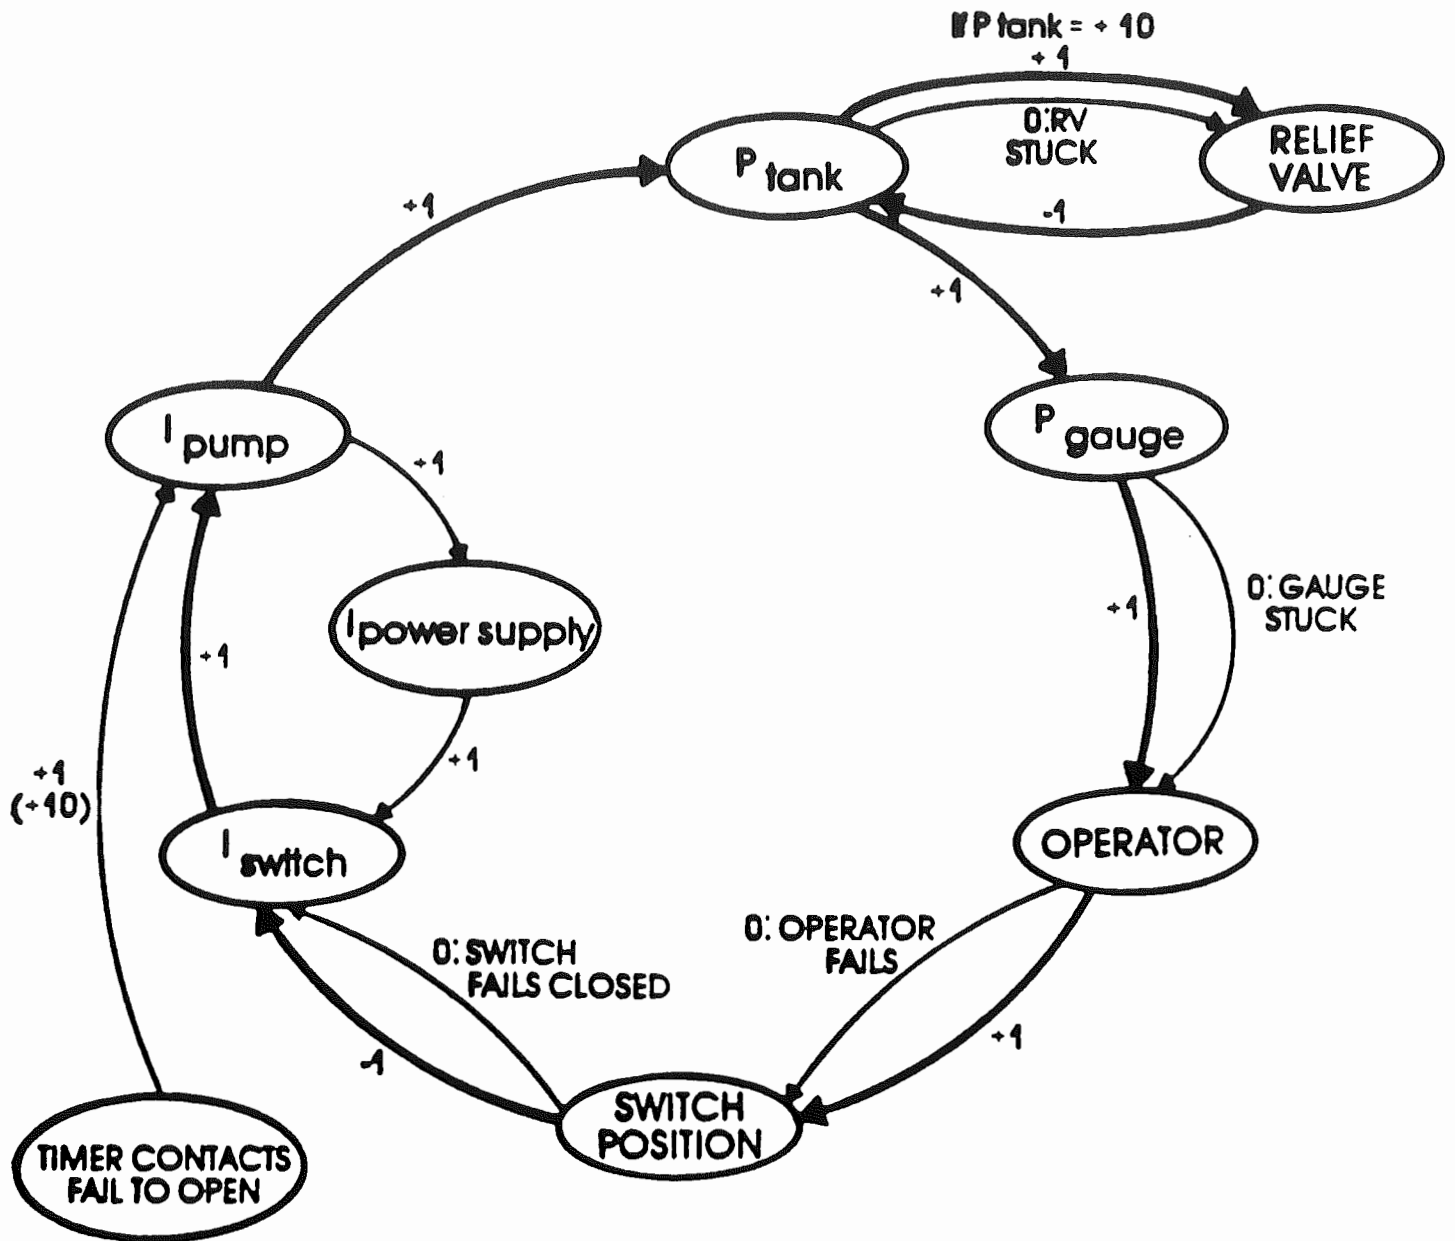 If P tank = + 10
+ 1
0: RV
STUCK
P tank
RELIEF
VALVE
-1
+1
+1
I pump
P gauge
+1
I power supply
0: GAUGE
STUCK
+1
+1
+1
+1
(+10)
I switch
OPERATOR
0: SWITCH
FAILS CLOSED
0: OPERATOR
FAILS
-1
+1
SWITCH
POSITION
TIMER CONTACTS
FAIL TO OPEN